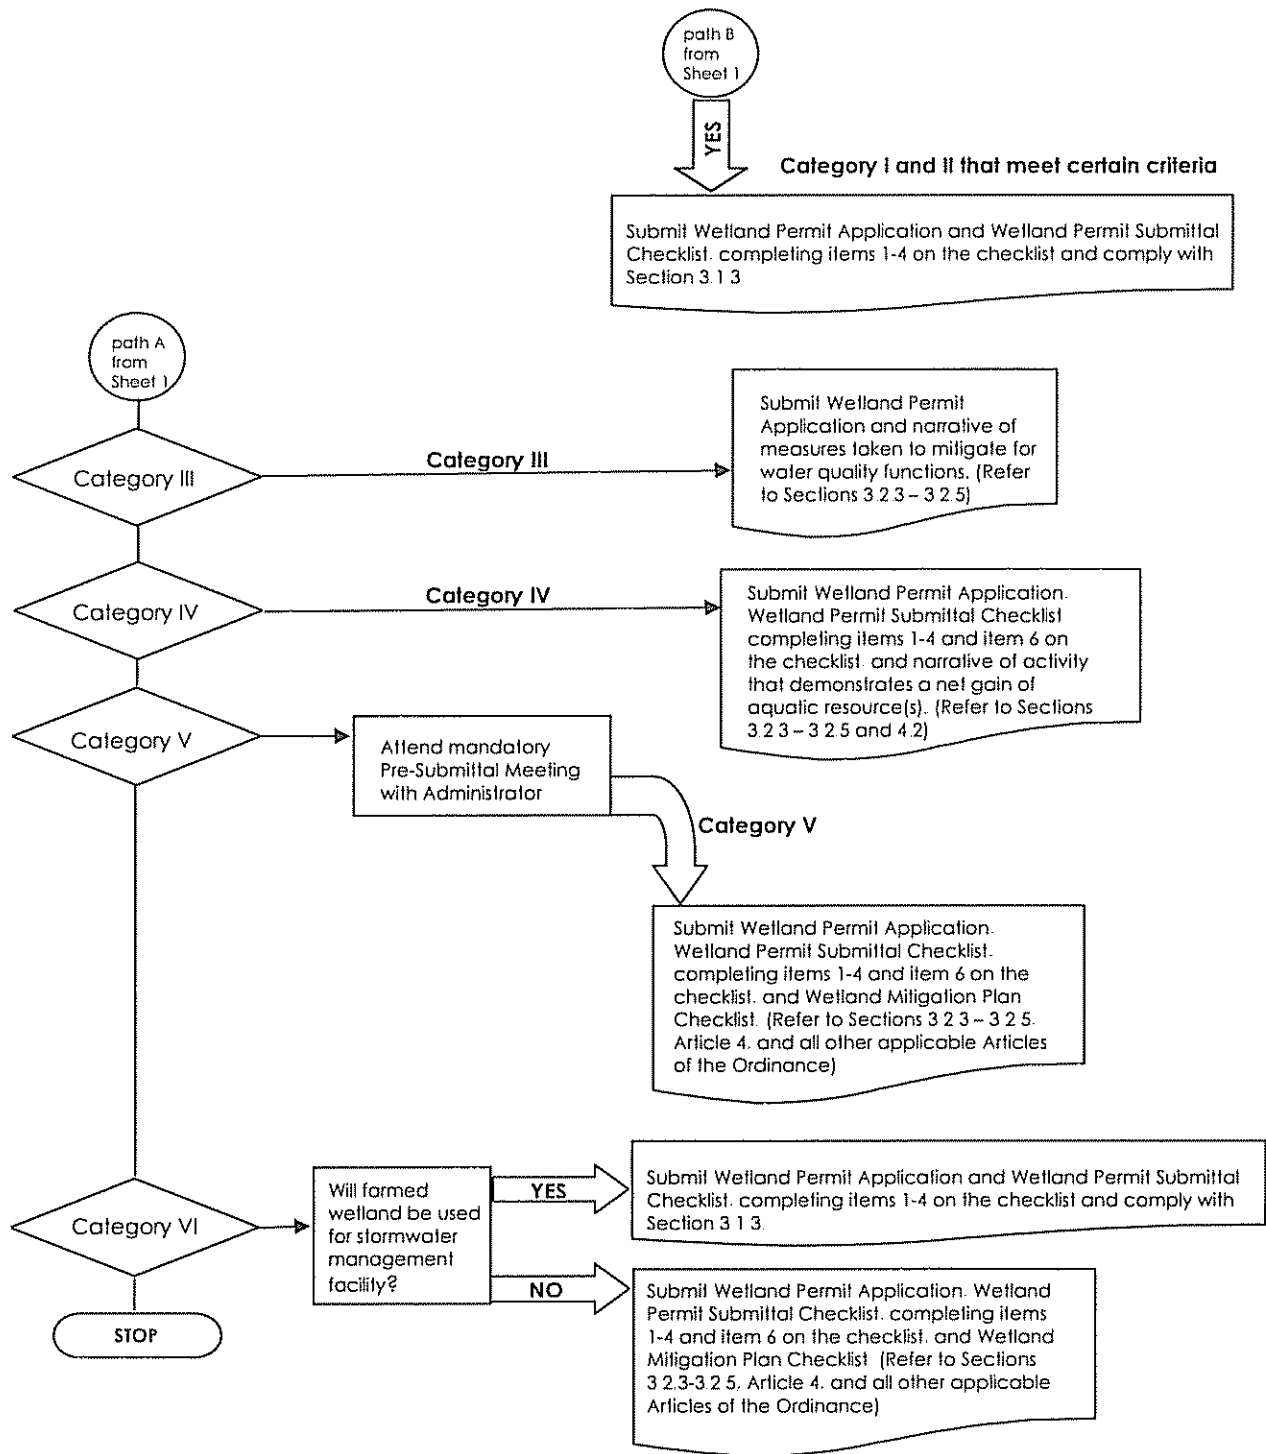 path B
from
Sheet 1
YES
Category I and II that meet certain criteria
Submit Wetland Permit Application and Wetland Permit Submittal
Checklist. completing items 1-4 on the checklist and comply with
Section 3.1 3
path A
from
Sheet 1
Category III
Category III
Submit Wetland Permit
Application and narrative of
measures taken to mitigate for
water quality functions. (Refer
to Sections 3 2 3 – 3 2 5)
Category IV
Category IV
Submit Wetland Permit Application.
Wetland Permit Submittal Checklist
completing items 1-4 and item 6 on
the checklist. and narrative of activity
that demonstrates a net gain of
aquatic resource(s). (Refer to Sections
3.2 3 – 3 2.5 and 4.2)
Category V
Attend mandatory
Pre-Submittal Meeting
with Administrator
Category V
Submit Wetland Permit Application.
Wetland Permit Submittal Checklist.
completing items 1-4 and item 6 on the
checklist. and Wetland Mitigation Plan
Checklist. (Refer to Sections 3 2 3 – 3 2 5.
Article 4. and all other applicable Articles
of the Ordinance)
Category VI
Will farmed
wetland be used
for stormwater
management
facility?
YES
Submit Wetland Permit Application and Wetland Permit Submittal
Checklist. completing items 1-4 on the checklist and comply with
Section 3 1 3.
NO
Submit Wetland Permit Application. Wetland
Permit Submittal Checklist. completing items
1-4 and item 6 on the checklist. and Wetland
Mitigation Plan Checklist (Refer to Sections
3 2.3-3.2 5. Article 4. and all other applicable
Articles of the Ordinance)
STOP